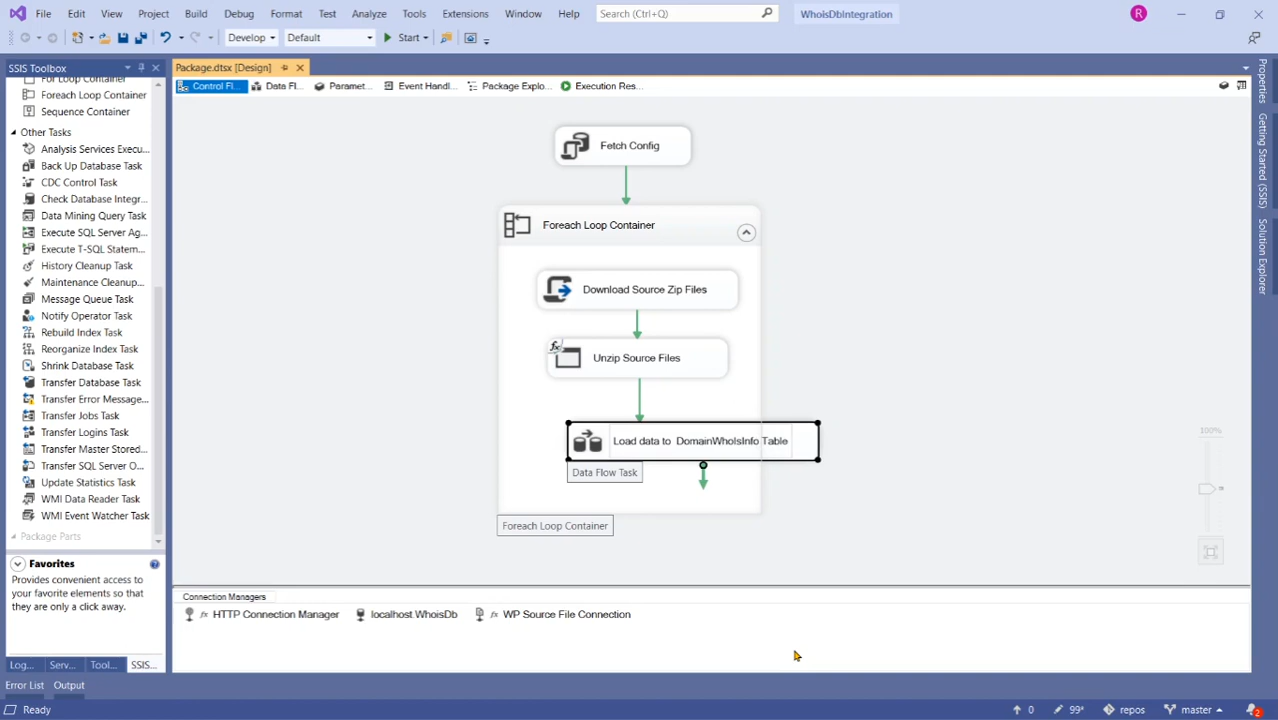 File Edit View Project Build Debug Format Test Analyze Tools Extensions Window Help Search (Ctrl+Q) WhoisDbIntegration R
Develop Default Start
SSIS Toolbox
For Loop Container
Foreach Loop Container
Sequence Container
Other Tasks
Analysis Services Execu...
Back Up Database Task
CDC Control Task
Check Database Integr...
Data Mining Query Task
Execute SQL Server Ag...
Execute T-SQL Statem...
History Cleanup Task
Maintenance Cleanup...
Message Queue Task
Notify Operator Task
Rebuild Index Task
Reorganize Index Task
Shrink Database Task
Transfer Database Task
Transfer Error Message...
Transfer Jobs Task
Transfer Logins Task
Transfer Master Stored...
Transfer SQL Server O...
Update Statistics Task
WMI Data Reader Task
WMI Event Watcher Task
Package Parts
Favorites
Provides convenient access to
your favorite elements so that
they are only a click away.
Log... Serv... Tool... SSIS...
Error List Output
Package.dtsx [Design]
Control Fl... Data Fl... Paramet... Event Handl... Package Explo... Execution Res...
Fetch Config
Foreach Loop Container
Download Source Zip Files
fx
Unzip Source Files
Load data to DomainWhoIsInfo Table
Data Flow Task
Foreach Loop Container
100%
Connection Managers
fx HTTP Connection Manager localhost.WhoisDb fx WP Source File Connection
Properties
Getting Started (SSIS)
Solution Explorer
Ready 0 99* repos master 2